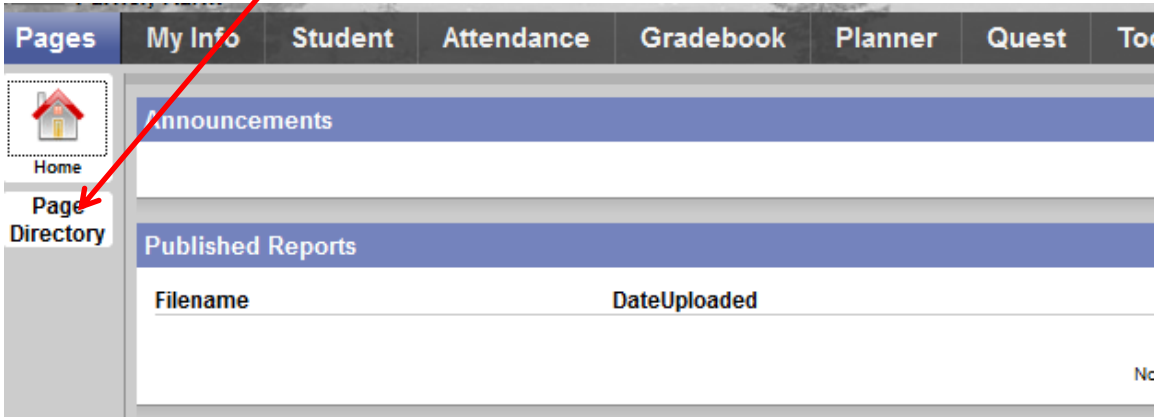 Pages My Info Student Attendance Gradebook Planner Quest
Home
Page
Directory
Announcements
Published Reports
Filename DateUploaded